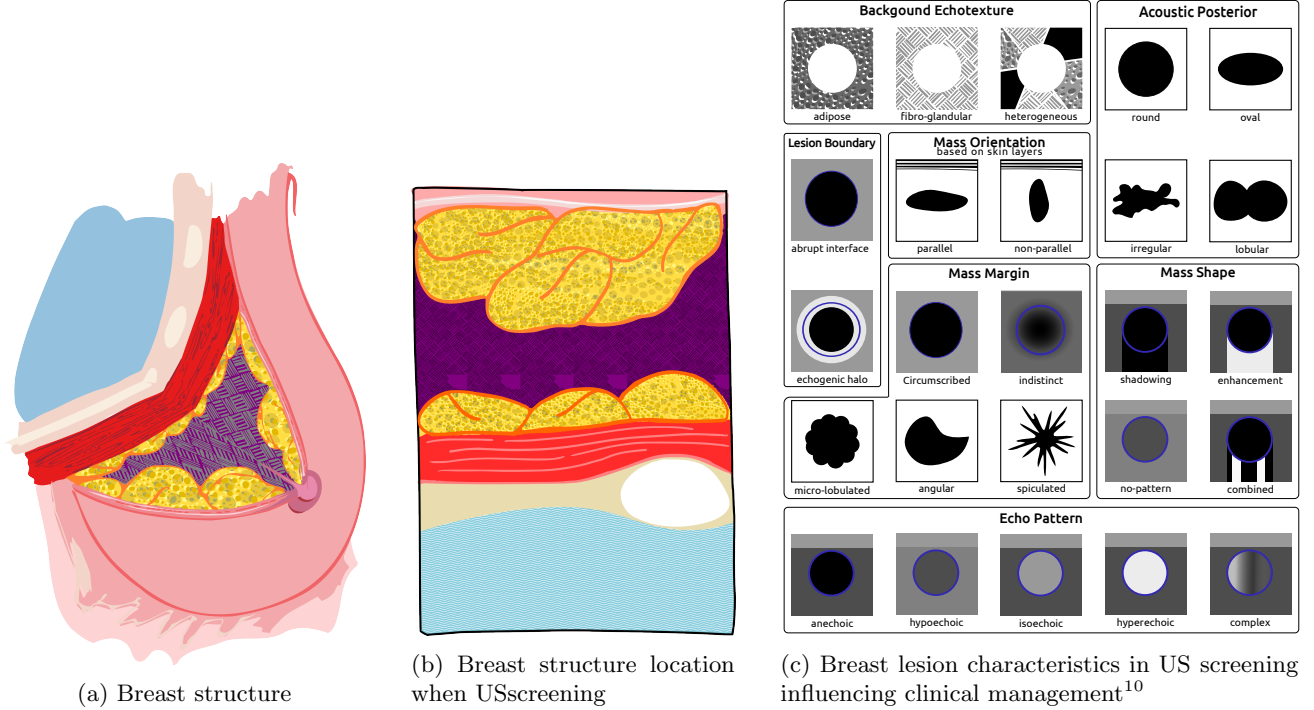 Backgound Echotexture
adipose
fibro-glandular
heterogeneous
Acoustic Posterior
round
oval
irregular
lobular
Lesion Boundary
abrupt interface
echogenic halo
Mass Orientation
based on skin layers
parallel
non-parallel
Mass Margin
Circumscribed
indistinct
micro-lobulated
angular
spiculated
Mass Shape
shadowing
enhancement
no-pattern
combined
Echo Pattern
anechoic
hypoechoic
isoechoic
hyperechoic
complex
(a) Breast structure
(b) Breast structure location
when USscreening
(c) Breast lesion characteristics in US screening
influencing clinical management10